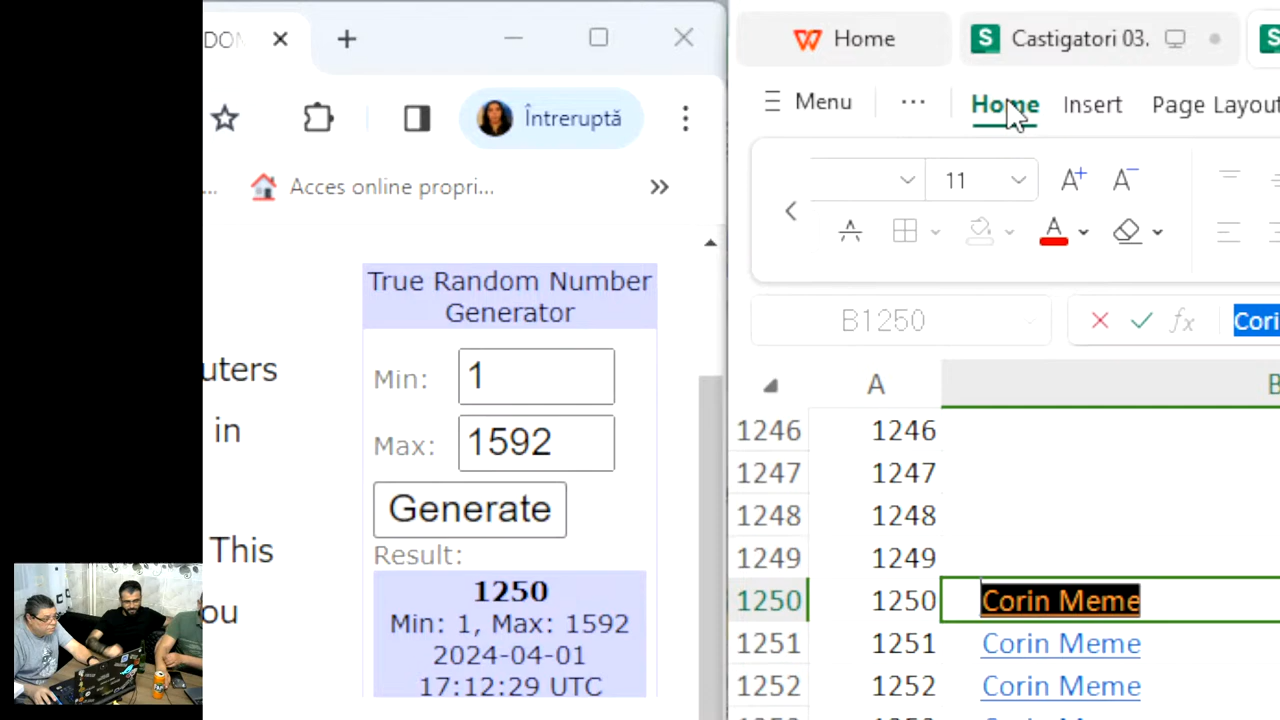 DOM
Întreruptă
Acces online propri...
uters
in
This
ou
True Random Number
Generator
Min: 1
Max: 1592
Generate
Result:
1250
Min: 1, Max: 1592
2024-04-01
17:12:29 UTC
Home
Castigatori 03.
Menu
Home
Insert
Page Layout
11
B1250
fx
Cori
A
B
1246 1246
1247 1247
1248 1248
1249 1249
1250 1250 Corin Meme
1251 1251 Corin Meme
1252 1252 Corin Meme